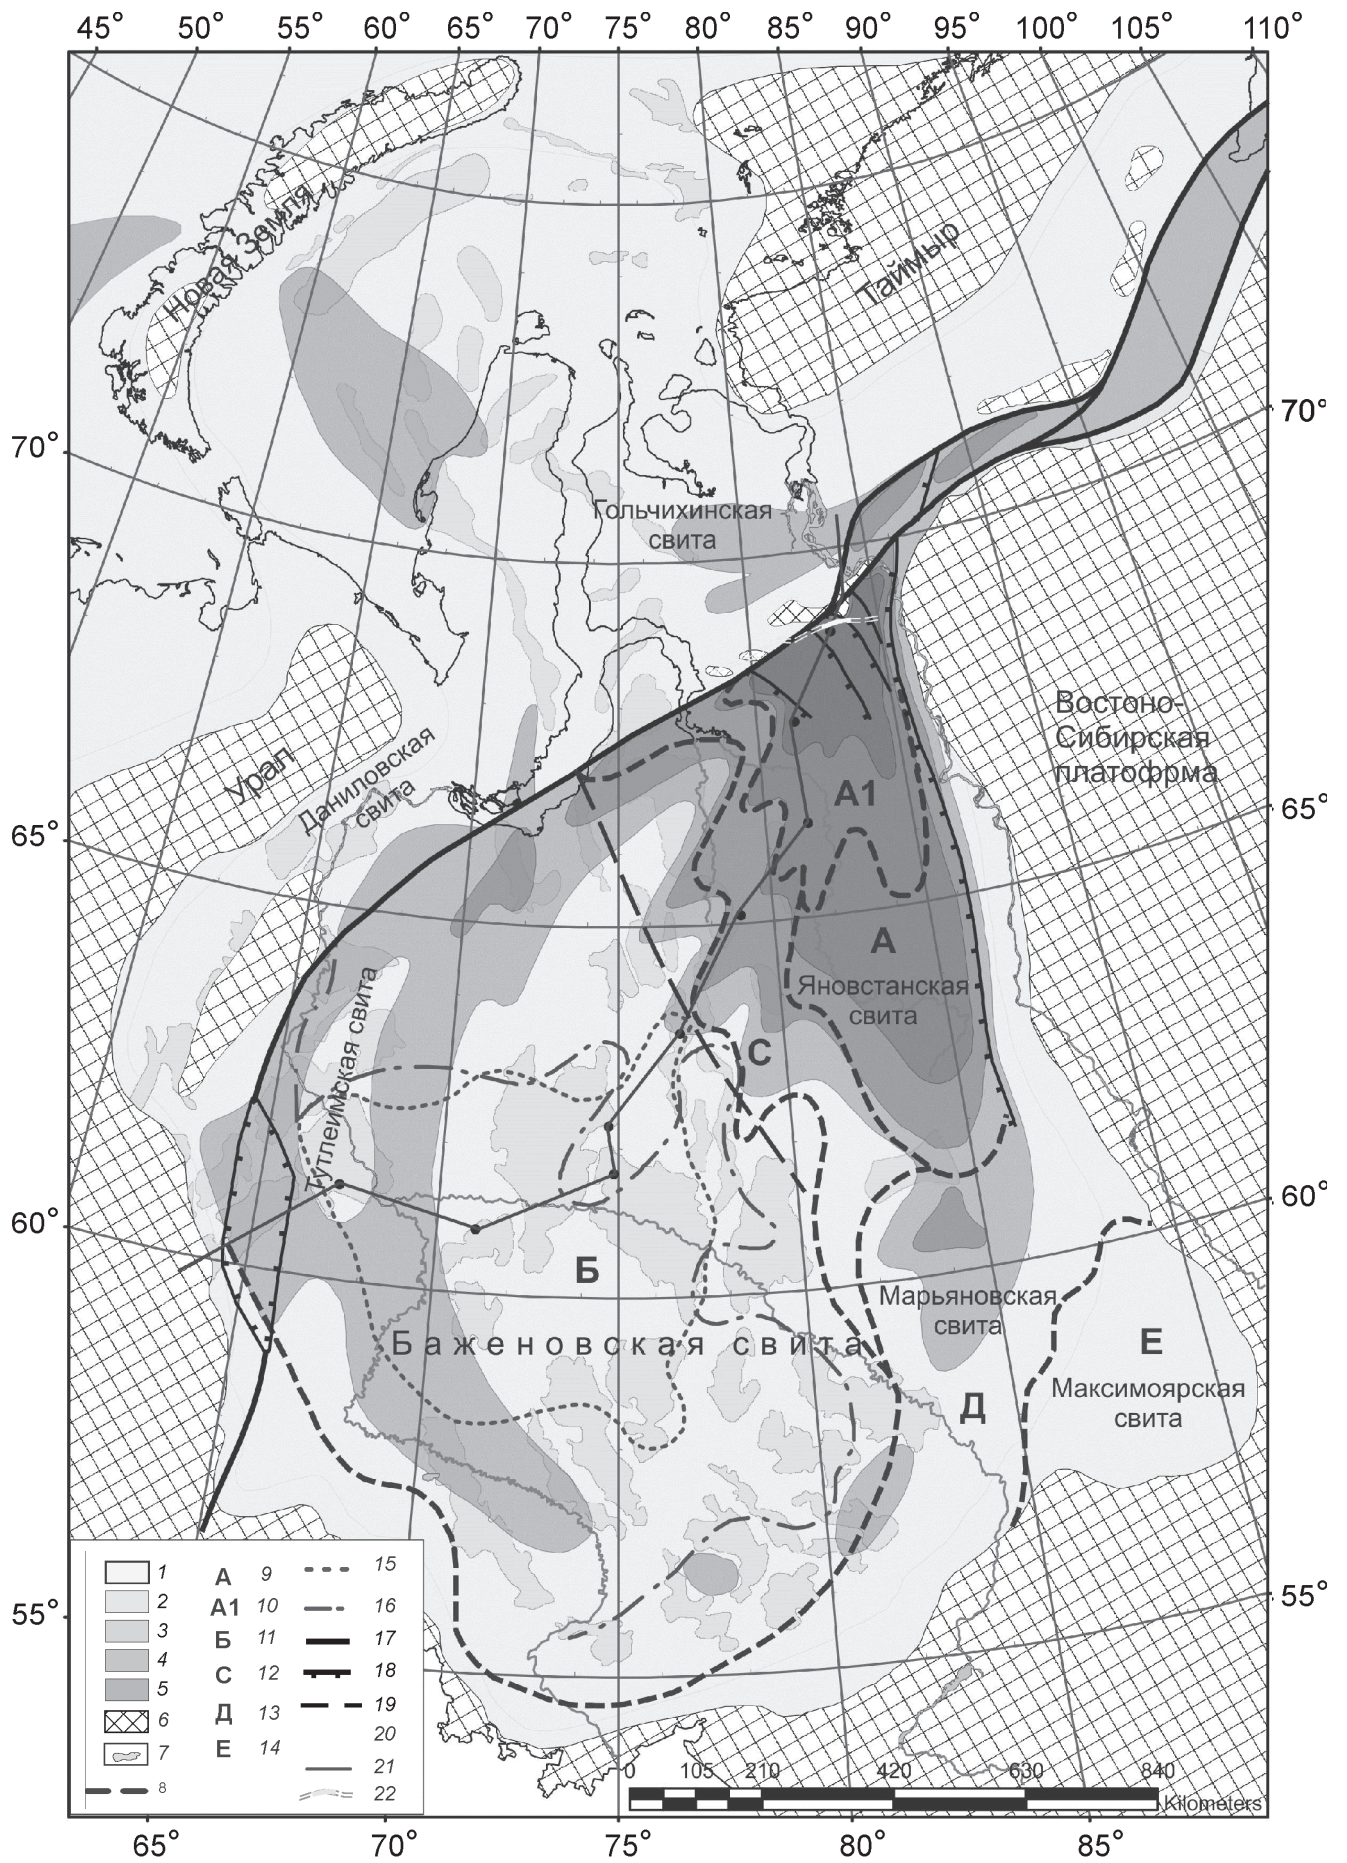 45° 50° 55° 60° 65° 70° 75° 80° 85° 90° 95° 100° 105° 110°
Новая Земля
Таймыр
70°
70°
Гольчихинская
свита
Востоно-
Сибирская
платофрма
Урал
Даниловская
свита
А1
65°
65°
А
Яновстанская
свита
Тутлеимская свита
С
60°
60°
Б
Марьяновская
свита
Баженовская свита
Е
Максимоярская
свита
Д
55°
55°
1
2
3
4
5
6
7
8
А 9
А1 10
Б 11
С 12
Д 13
Е 14
15
16
17
18
19
20
21
22
0 105 210 420 630 840
Kilometers
65° 70° 75° 80° 85°